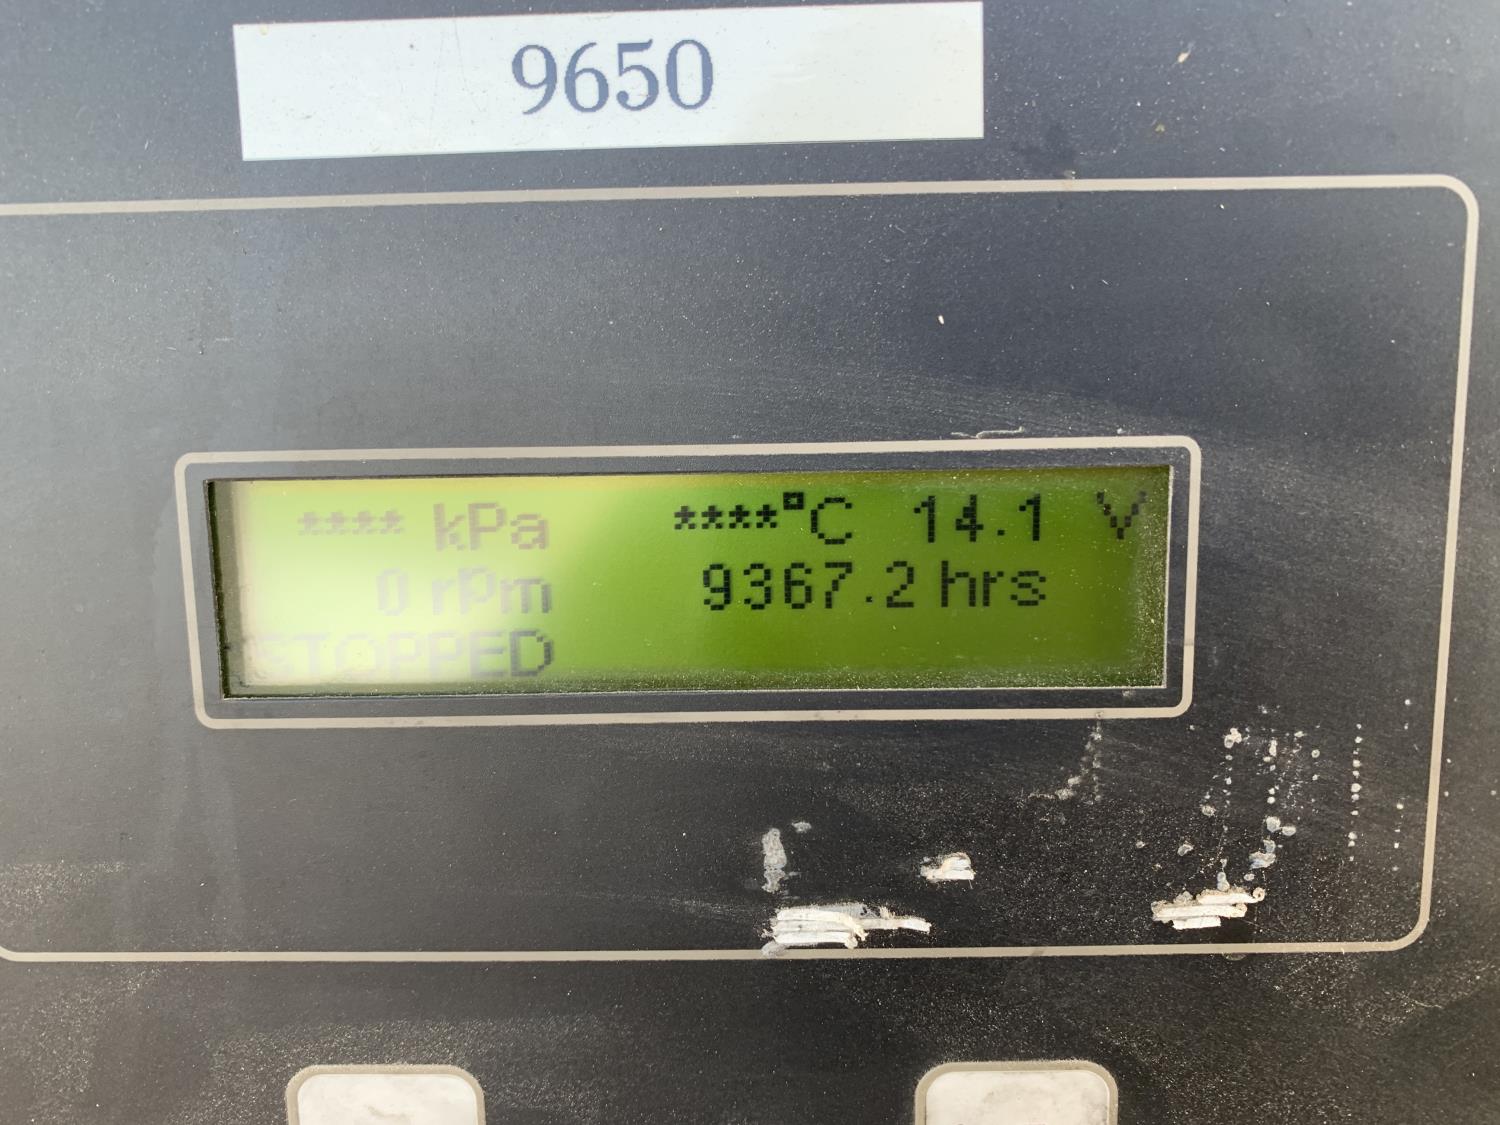 9650
**** kPa ****°C 14.1 V
0 rpm 9367.2 hrs
STOPPED